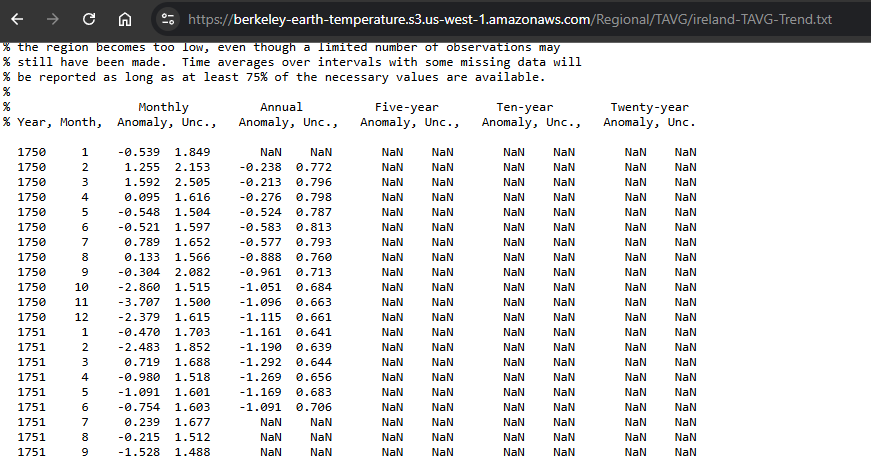 https://berkeley-earth-temperature.s3.us-west-1.amazonaws.com/Regional/TAVG/ireland-TAVG-Trend.txt
% the region becomes too low, even though a limited number of observations may
% still have been made.  Time averages over intervals with some missing data will
% be reported as long as at least 75% of the necessary values are available.
%
%                  Monthly          Annual          Five-year        Ten-year        Twenty-year
% Year, Month,  Anomaly, Unc.,   Anomaly, Unc.,   Anomaly, Unc.,   Anomaly, Unc.,   Anomaly, Unc.
1750     1    -0.539  1.849     NaN    NaN     NaN    NaN     NaN    NaN     NaN    NaN
1750     2     1.255  2.153  -0.238  0.772     NaN    NaN     NaN    NaN     NaN    NaN
1750     3     1.592  2.505  -0.213  0.796     NaN    NaN     NaN    NaN     NaN    NaN
1750     4     0.095  1.616  -0.276  0.798     NaN    NaN     NaN    NaN     NaN    NaN
1750     5    -0.548  1.504  -0.524  0.787     NaN    NaN     NaN    NaN     NaN    NaN
1750     6    -0.521  1.597  -0.583  0.813     NaN    NaN     NaN    NaN     NaN    NaN
1750     7     0.789  1.652  -0.577  0.793     NaN    NaN     NaN    NaN     NaN    NaN
1750     8     0.133  1.566  -0.888  0.760     NaN    NaN     NaN    NaN     NaN    NaN
1750     9    -0.304  2.082  -0.961  0.713     NaN    NaN     NaN    NaN     NaN    NaN
1750    10    -2.860  1.515  -1.051  0.684     NaN    NaN     NaN    NaN     NaN    NaN
1750    11    -3.707  1.500  -1.096  0.663     NaN    NaN     NaN    NaN     NaN    NaN
1750    12    -2.379  1.615  -1.115  0.661     NaN    NaN     NaN    NaN     NaN    NaN
1751     1    -0.470  1.703  -1.161  0.641     NaN    NaN     NaN    NaN     NaN    NaN
1751     2    -2.483  1.852  -1.190  0.639     NaN    NaN     NaN    NaN     NaN    NaN
1751     3     0.719  1.688  -1.292  0.644     NaN    NaN     NaN    NaN     NaN    NaN
1751     4    -0.980  1.518  -1.269  0.656     NaN    NaN     NaN    NaN     NaN    NaN
1751     5    -1.091  1.601  -1.169  0.683     NaN    NaN     NaN    NaN     NaN    NaN
1751     6    -0.754  1.603  -1.091  0.706     NaN    NaN     NaN    NaN     NaN    NaN
1751     7     0.239  1.677     NaN    NaN     NaN    NaN     NaN    NaN     NaN    NaN
1751     8    -0.215  1.512     NaN    NaN     NaN    NaN     NaN    NaN     NaN    NaN
1751     9    -1.528  1.488     NaN    NaN     NaN    NaN     NaN    NaN     NaN    NaN